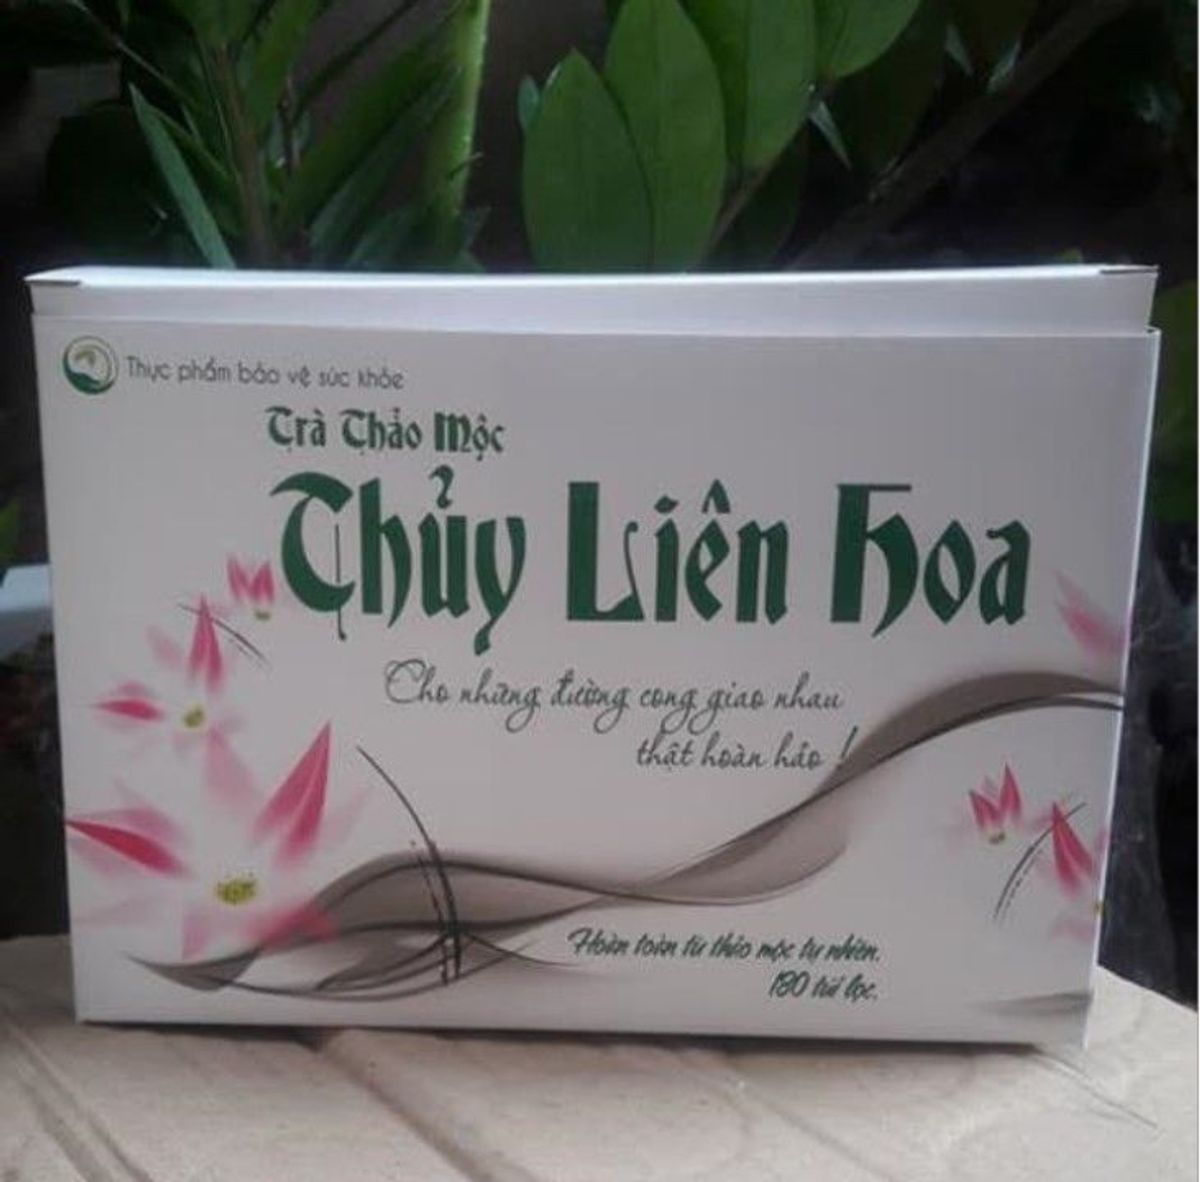 Thực phẩm bảo vệ sức khỏe
Trà Thảo Mộc
Thủy Liên Hoa
Cho những đường cong giao nhau
thật hoàn hảo !
Hoàn toàn từ thảo mộc tự nhiên.
180 túi lọc.